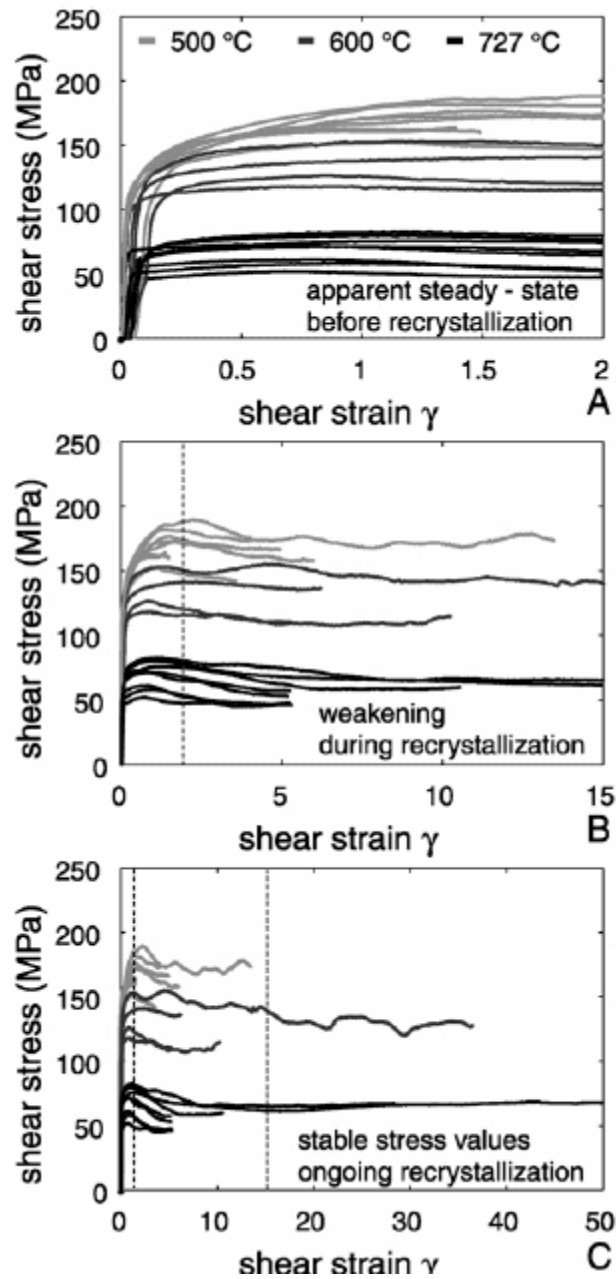 250
200
150
100
50
0
shear stress (MPa)
500 °C 600 °C 727 °C
apparent steady - state
before recrystallization
0 0.5 1 1.5 2
shear strain γ
A
250
200
150
100
50
0
shear stress (MPa)
weakening
during recrystallization
0 5 10 15
shear strain γ
B
250
200
150
100
50
0
shear stress (MPa)
stable stress values
ongoing recrystallization
0 10 20 30 40 50
shear strain γ
C